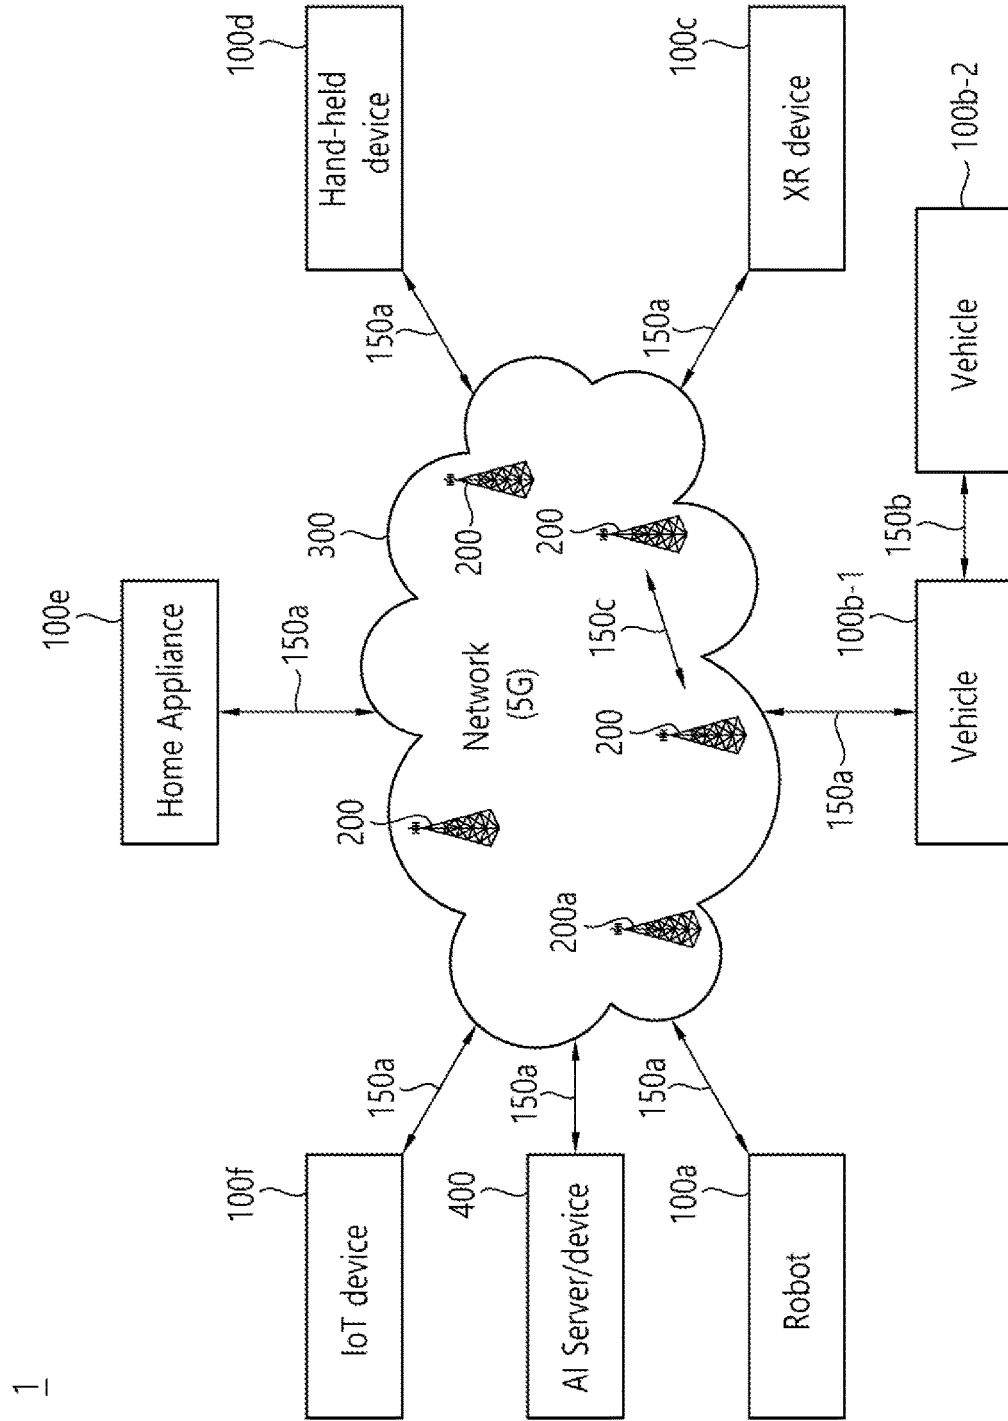 1
100e
Home Appliance
150a
100f
IoT device
150a
300
100d
Hand-held
device
150a
200
Network
(5G)
200
400
AI Server/device
150a
200a
200
150c
200
100a
Robot
150a
150a
100c
XR device
150a
100b-1
Vehicle
150b
100b-2
Vehicle